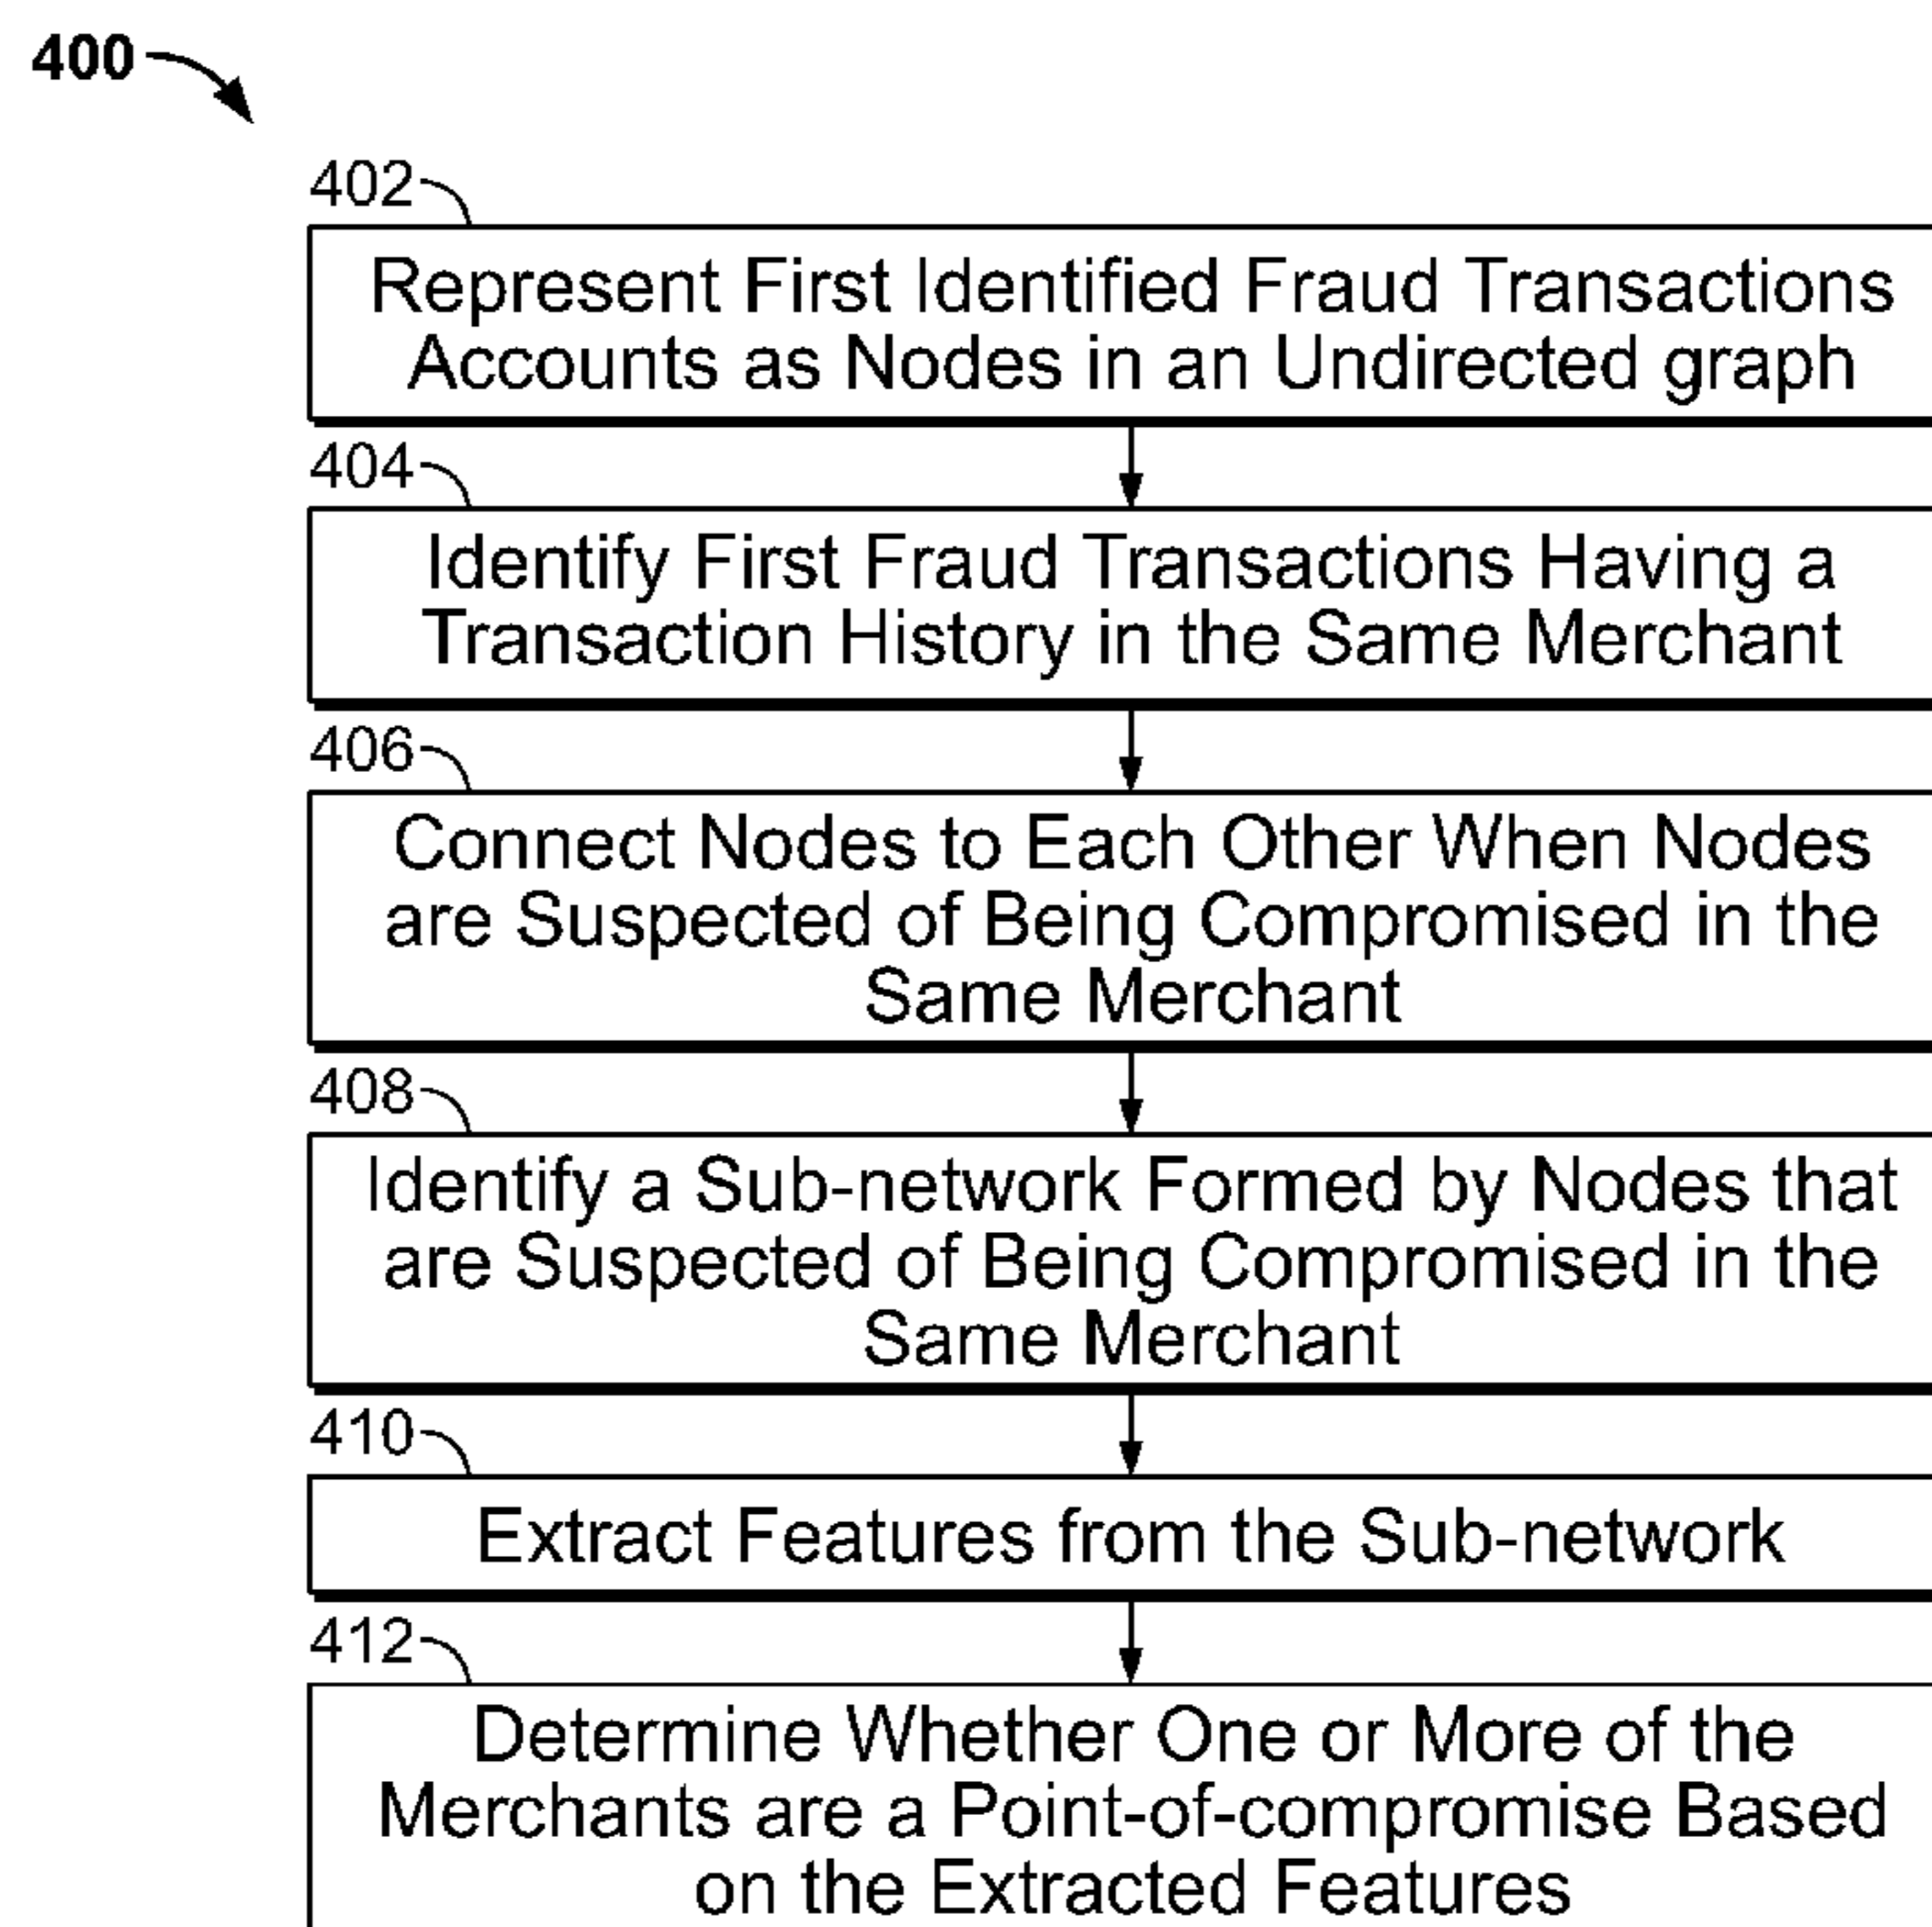 400
402
Represent First Identified Fraud Transactions
Accounts as Nodes in an Undirected graph
404
Identify First Fraud Transactions Having a
Transaction History in the Same Merchant
406
Connect Nodes to Each Other When Nodes
are Suspected of Being Compromised in the
Same Merchant
408
Identify a Sub-network Formed by Nodes that
are Suspected of Being Compromised in the
Same Merchant
410
Extract Features from the Sub-network
412
Determine Whether One or More of the
Merchants are a Point-of-compromise Based
on the Extracted Features